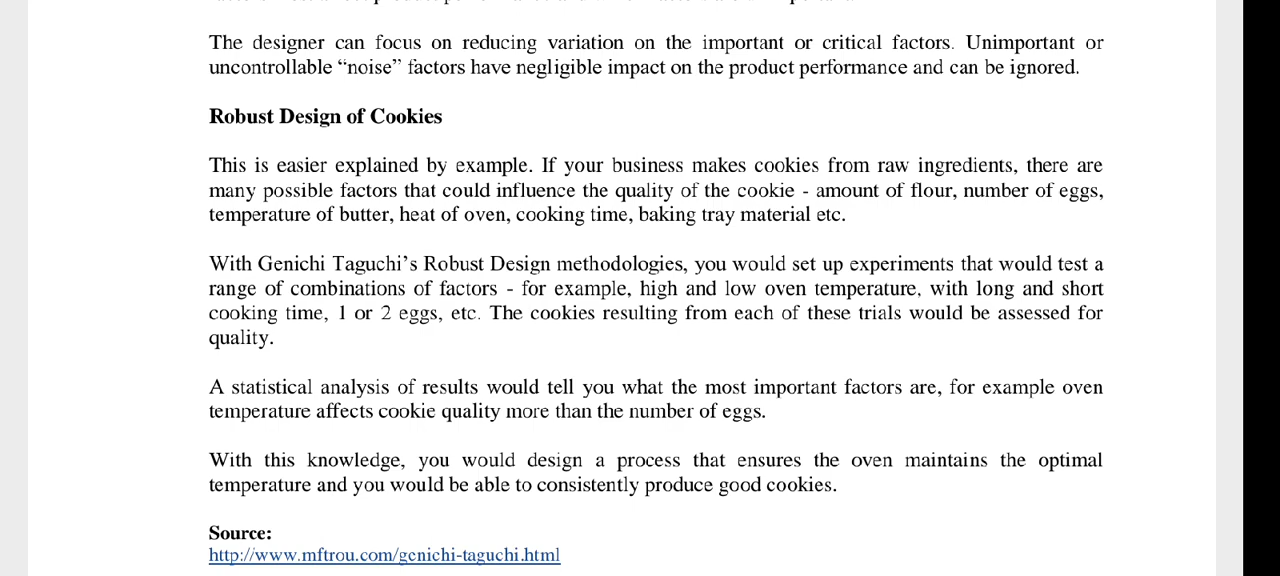 The designer can focus on reducing variation on the important or critical factors. Unimportant or
uncontrollable “noise” factors have negligible impact on the product performance and can be ignored.
Robust Design of Cookies
This is easier explained by example. If your business makes cookies from raw ingredients, there are
many possible factors that could influence the quality of the cookie - amount of flour, number of eggs,
temperature of butter, heat of oven, cooking time, baking tray material etc.
With Genichi Taguchi’s Robust Design methodologies, you would set up experiments that would test a
range of combinations of factors - for example, high and low oven temperature, with long and short
cooking time, 1 or 2 eggs, etc. The cookies resulting from each of these trials would be assessed for
quality.
A statistical analysis of results would tell you what the most important factors are, for example oven
temperature affects cookie quality more than the number of eggs.
With this knowledge, you would design a process that ensures the oven maintains the optimal
temperature and you would be able to consistently produce good cookies.
Source:
http://www.mftrou.com/genichi-taguchi.html